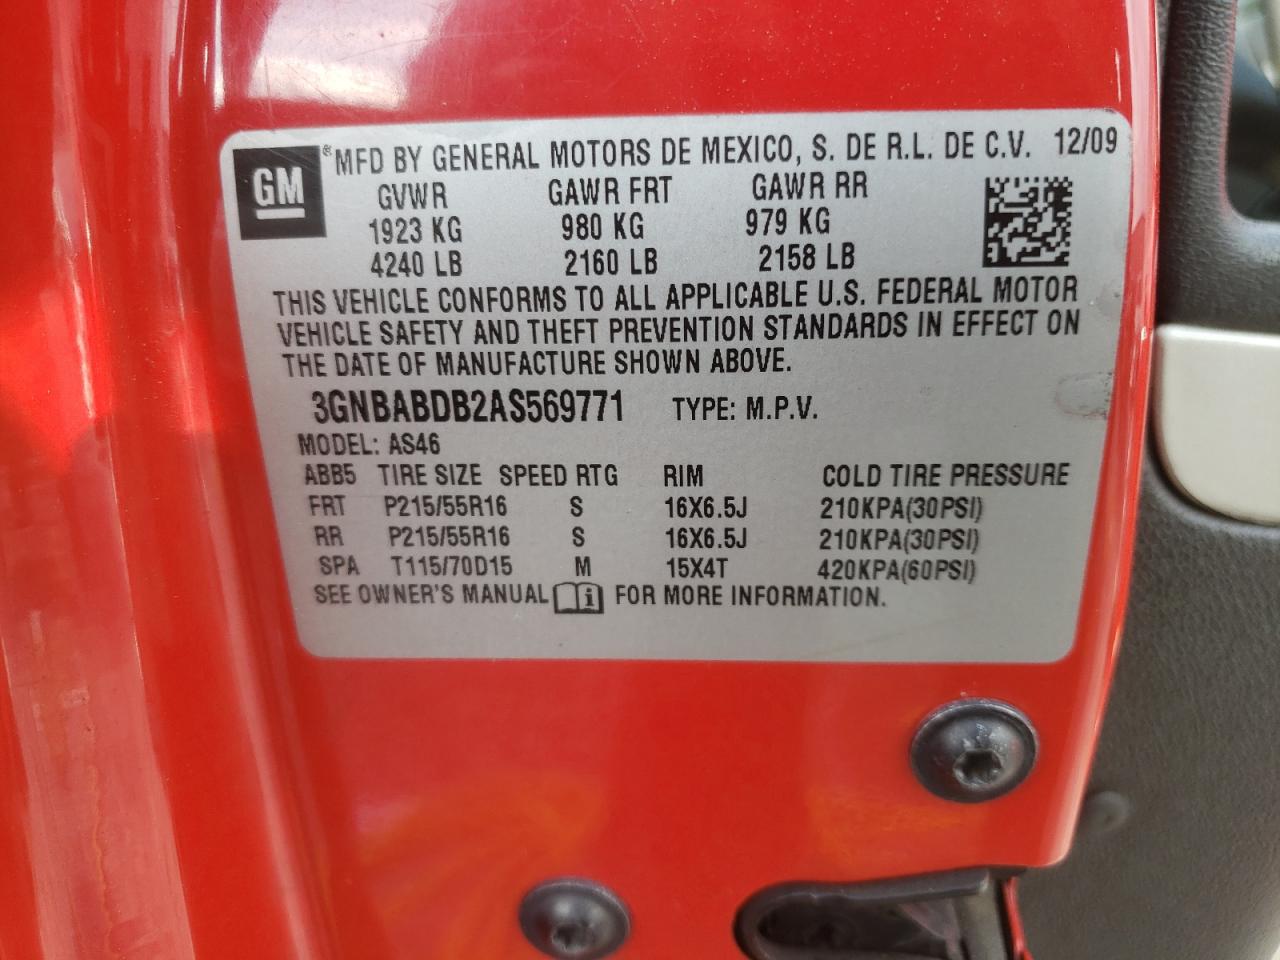 GM
®MFD BY GENERAL MOTORS DE MEXICO, S. DE R.L. DE C.V. 12/09
GVWR GAWR FRT GAWR RR
1923 KG 980 KG 979 KG
4240 LB 2160 LB 2158 LB
THIS VEHICLE CONFORMS TO ALL APPLICABLE U.S. FEDERAL MOTOR
VEHICLE SAFETY AND THEFT PREVENTION STANDARDS IN EFFECT ON
THE DATE OF MANUFACTURE SHOWN ABOVE.
3GNBABDB2AS569771 TYPE: M.P.V.
MODEL: AS46
ABB5 TIRE SIZE SPEED RTG RIM COLD TIRE PRESSURE
FRT P215/55R16 S 16X6.5J 210KPA(30PSI)
RR P215/55R16 S 16X6.5J 210KPA(30PSI)
SPA T115/70D15 M 15X4T 420KPA(60PSI)
SEE OWNER'S MANUAL i FOR MORE INFORMATION.